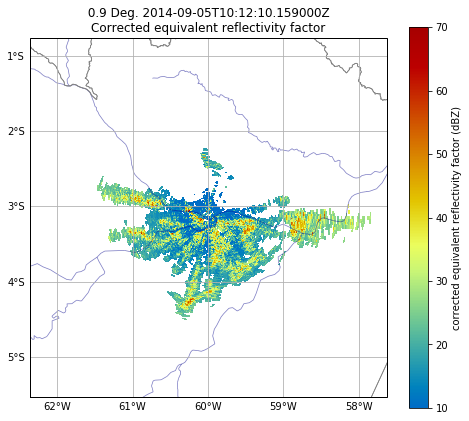 0.9 Deg. 2014-09-05T10:12:10.159000Z
Corrected equivalent reflectivity factor
1°S
2°S
3°S
4°S
5°S
62°W
61°W
60°W
59°W
58°W
70
60
50
40
30
20
10
corrected equivalent reflectivity factor (dBZ)